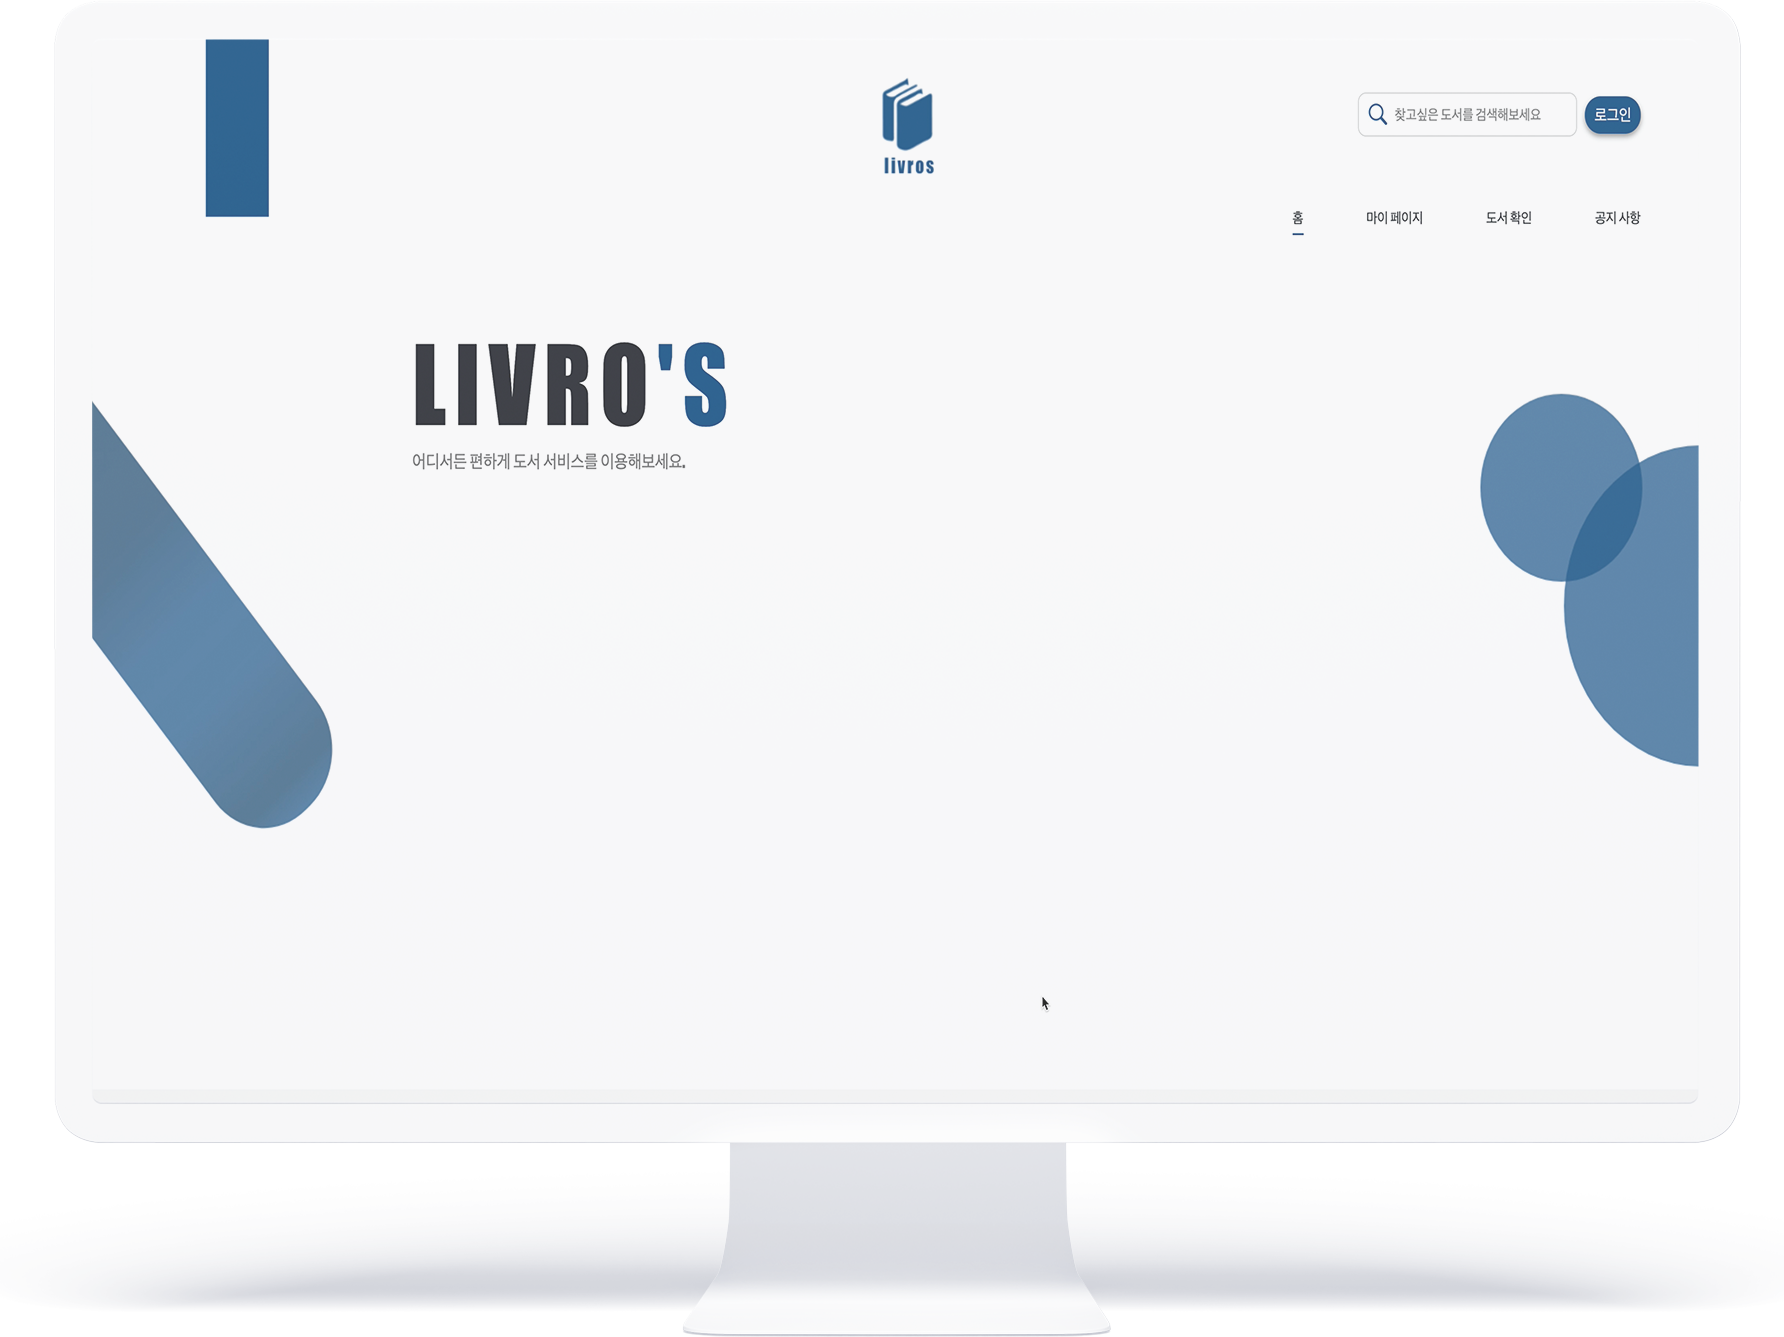 livros
찾고싶은 도서를 검색해보세요
로그인
홈
마이 페이지
도서 확인
공지 사항
LIVRO'S
어디서든 편하게 도서 서비스를 이용해보세요.